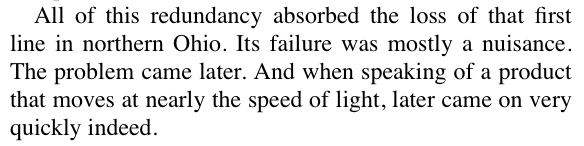 All of this redundancy absorbed the loss of that first
line in northern Ohio. Its failure was mostly a nuisance.
The problem came later. And when speaking of a product
that moves at nearly the speed of light, later came on very
quickly indeed.